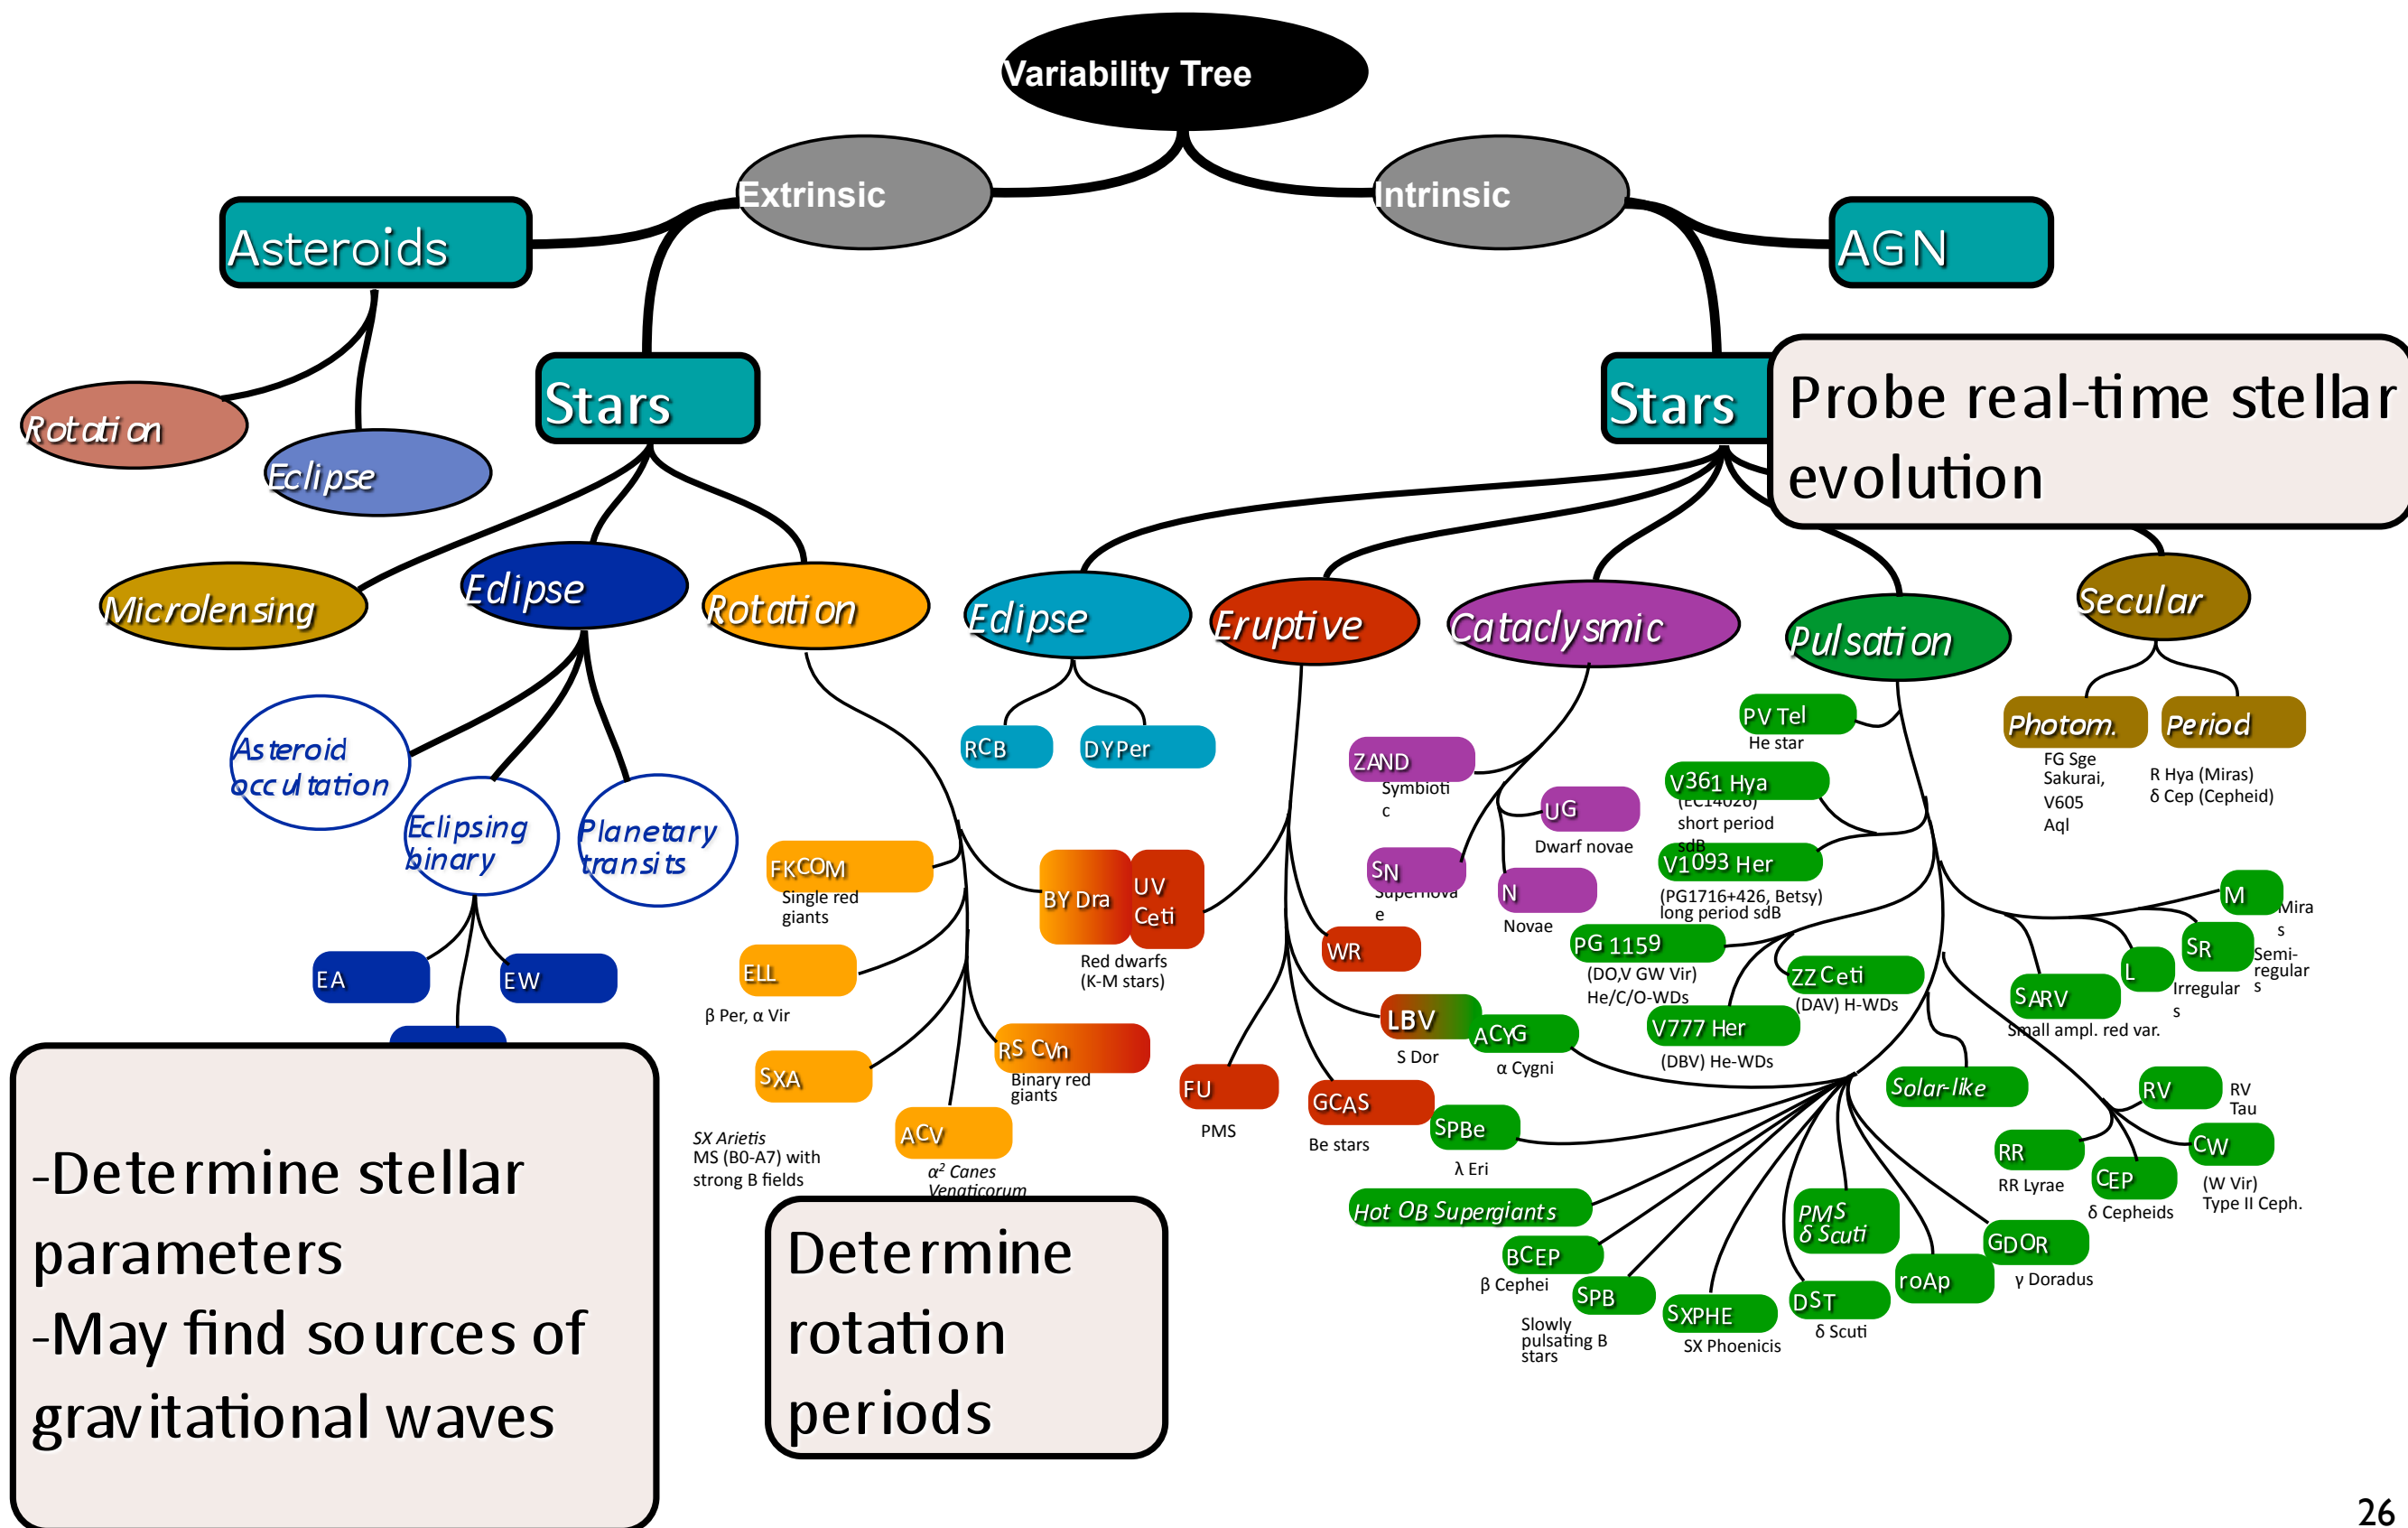 Variability Tree
Extrinsic
Intrinsic
Asteroids
AGN
Stars
Stars
Probe real-time stellar
evolution
Rotation
Eclipse
Microlensing
Eclipse
Rotation
Eclipse
Eruptive
Cataclysmic
Pulsation
Secular
Asteroid
occultation
Eclipsing
binary
Planetary
transits
RCB
DYPer
PV Tel
He star
Photom.
Period
FG Sge
Sakurai,
V605
Aql
R Hya (Miras)
δ Cep (Cepheid)
ZAND
Symbioti
c
UG
Dwarf novae
SN
Supernova
e
N
Novae
V361 Hya
(EC14026)
short period
sdB
V1093 Her
(PG1716+426, Betsy)
long period sdB
PG 1159
(DO,V GW Vir)
He/C/O-WDs
ZZ Ceti
(DAV) H-WDs
V777 Her
(DBV) He-WDs
M
Mira
s
SR
Semi-
regular
s
L
Irregular
s
SARV
Small ampl. red var.
FKCOM
Single red
giants
BY Dra
UV
Ceti
Red dwarfs
(K-M stars)
ELL
β Per, α Vir
WR
LBV
S Dor
ACYG
α Cygni
EA
EW
RS CVn
Binary red
giants
SXA
SX Arietis
MS (B0-A7) with
strong B fields
ACV
α² Canes
Venaticorum
FU
PMS
GCAS
Be stars
SPBe
λ Eri
Solar-like
RV
RV
Tau
RR
RR Lyrae
CW
(W Vir)
Type II Ceph.
CEP
δ Cepheids
Hot OB Supergiants
BCEP
β Cephei
SPB
Slowly
pulsating B
stars
SXPHE
SX Phoenicis
PMS
δ Scuti
DST
δ Scuti
roAp
GDOR
γ Doradus
-Determine stellar
parameters
-May find sources of
gravitational waves
Determine
rotation
periods
26